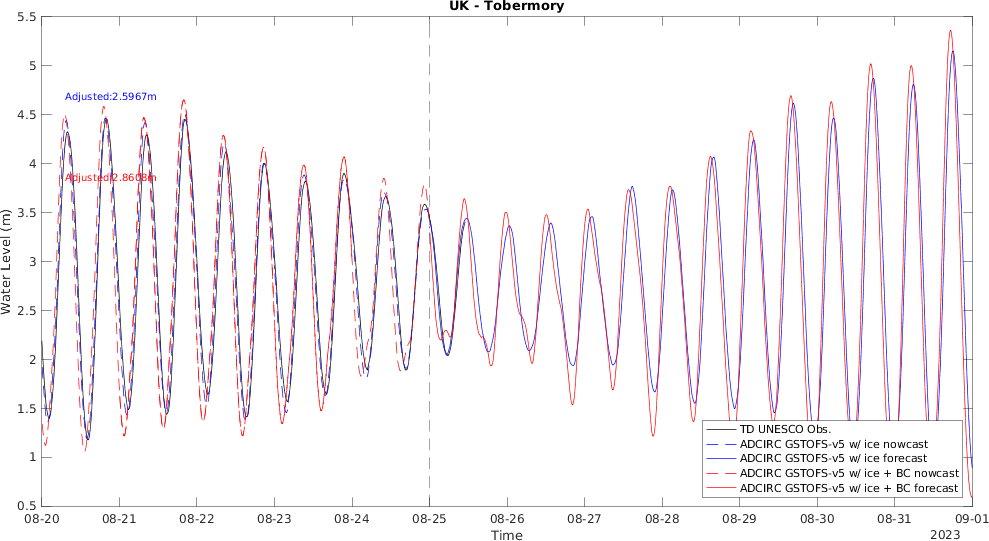 UK - Tobermory
5.5
5
4.5
4
3.5
3
2.5
2
1.5
1
0.5
Water Level (m)
Adjusted:2.5967m
Adjusted:2.8608m
TD UNESCO Obs.
ADCIRC GSTOFS-v5 w/ ice nowcast
ADCIRC GSTOFS-v5 w/ ice forecast
ADCIRC GSTOFS-v5 w/ ice + BC nowcast
ADCIRC GSTOFS-v5 w/ ice + BC forecast
08-20 08-21 08-22 08-23 08-24 08-25 08-26 08-27 08-28 08-29 08-30 08-31 09-01
Time
2023